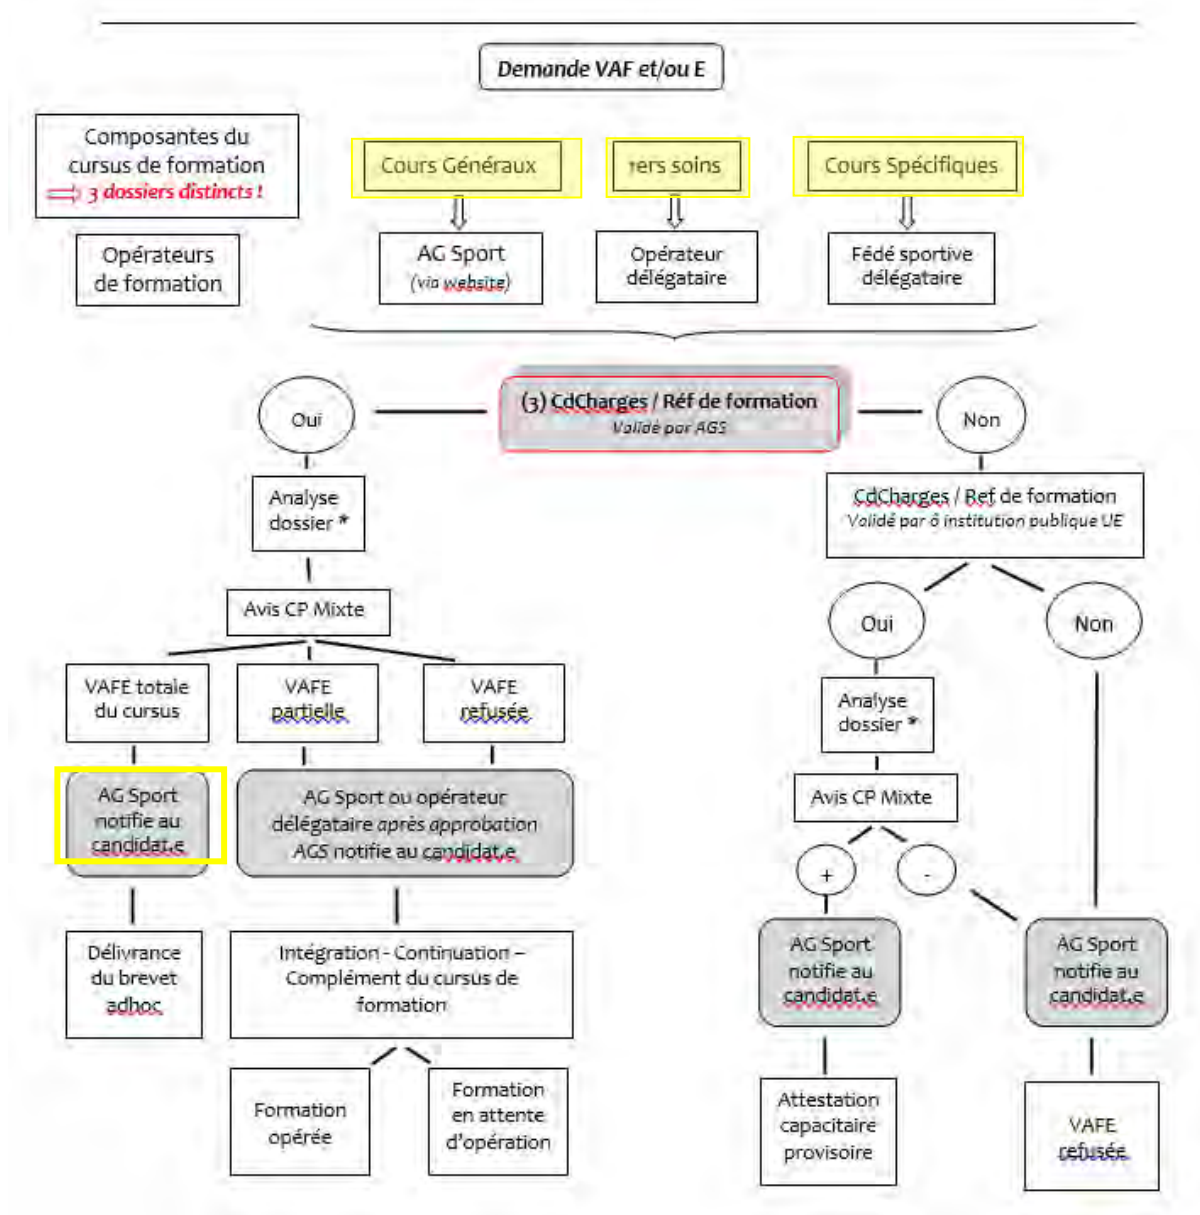 Demande VAF et/ou E
Composantes du
cursus de formation
3 dossiers distincts !
Cours Généraux
1ers soins
Cours Spécifiques
Opérateurs
de formation
AG Sport
(via website)
Opérateur
délégataire
Fédé sportive
délégataire
Oui
(3) CdCharges / Réf de formation
Validé par AGS
Non
Analyse
dossier *
CdCharges / Ref de formation
Validé par ô institution publique UE
Avis CP Mixte
Oui
Non
VAFE totale
du cursus
VAFE
partielle
VAFE
refusée
Analyse
dossier *
AG Sport
notifie au
candidat.e
AG Sport ou opérateur
délégataire après approbation
AGS notifie au candidat.e
Avis CP Mixte
+
-
Délivrance
du brevet
adhoc
Intégration - Continuation –
Complément du cursus de
formation
AG Sport
notifie au
candidat.e
AG Sport
notifie au
candidat.e
Formation
opérée
Formation
en attente
d'opération
Attestation
capacitaire
provisoire
VAFE
refusée